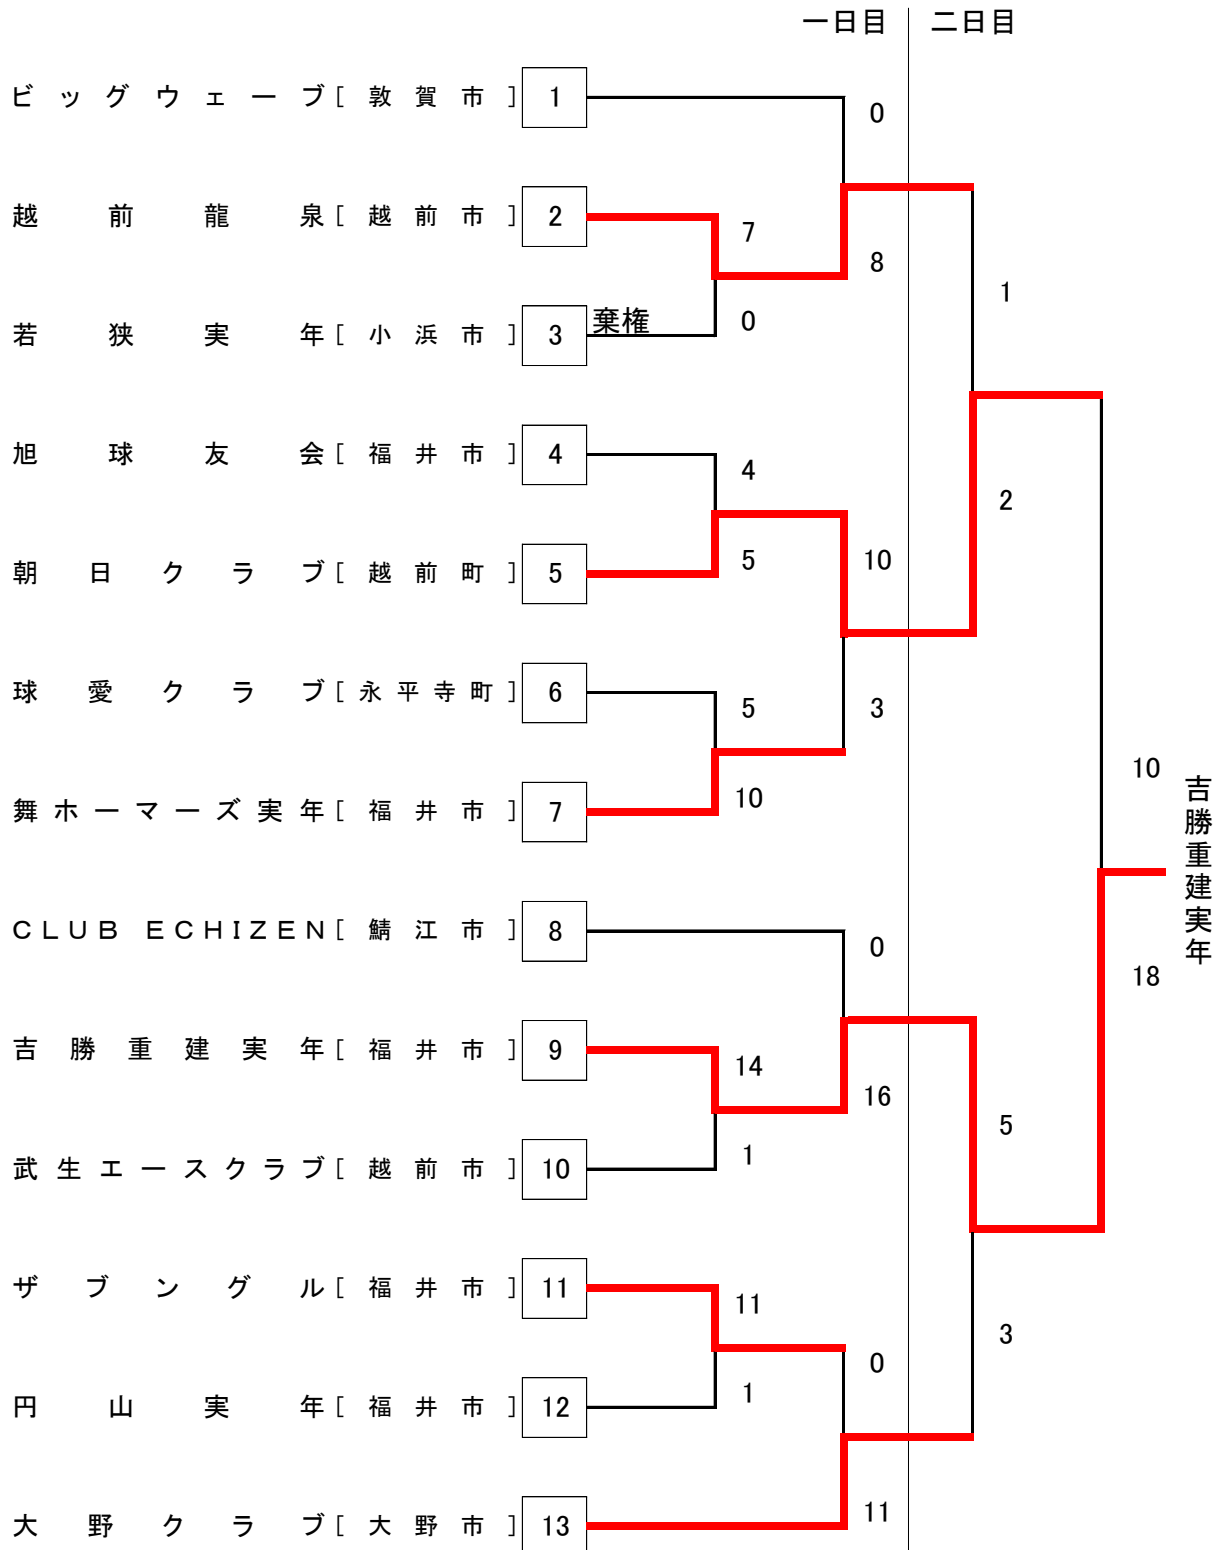 一日目 二日目
ビッグウェーブ[敦賀市] 1
0
越前龍泉[越前市] 2
7
8
1
若狭実年[小浜市] 3 棄権
0
旭球友会[福井市] 4
4
2
朝日クラブ[越前町] 5
5
10
球愛クラブ[永平寺町] 6
5
3
舞ホーマーズ実年[福井市] 7
10
10
吉勝重建実年
CLUB ECHIZEN[鯖江市] 8
0
18
吉勝重建実年[福井市] 9
14
16
5
武生エースクラブ[越前市] 10
1
ザブングル[福井市] 11
11
3
0
円山実年[福井市] 12
1
大野クラブ[大野市] 13
11